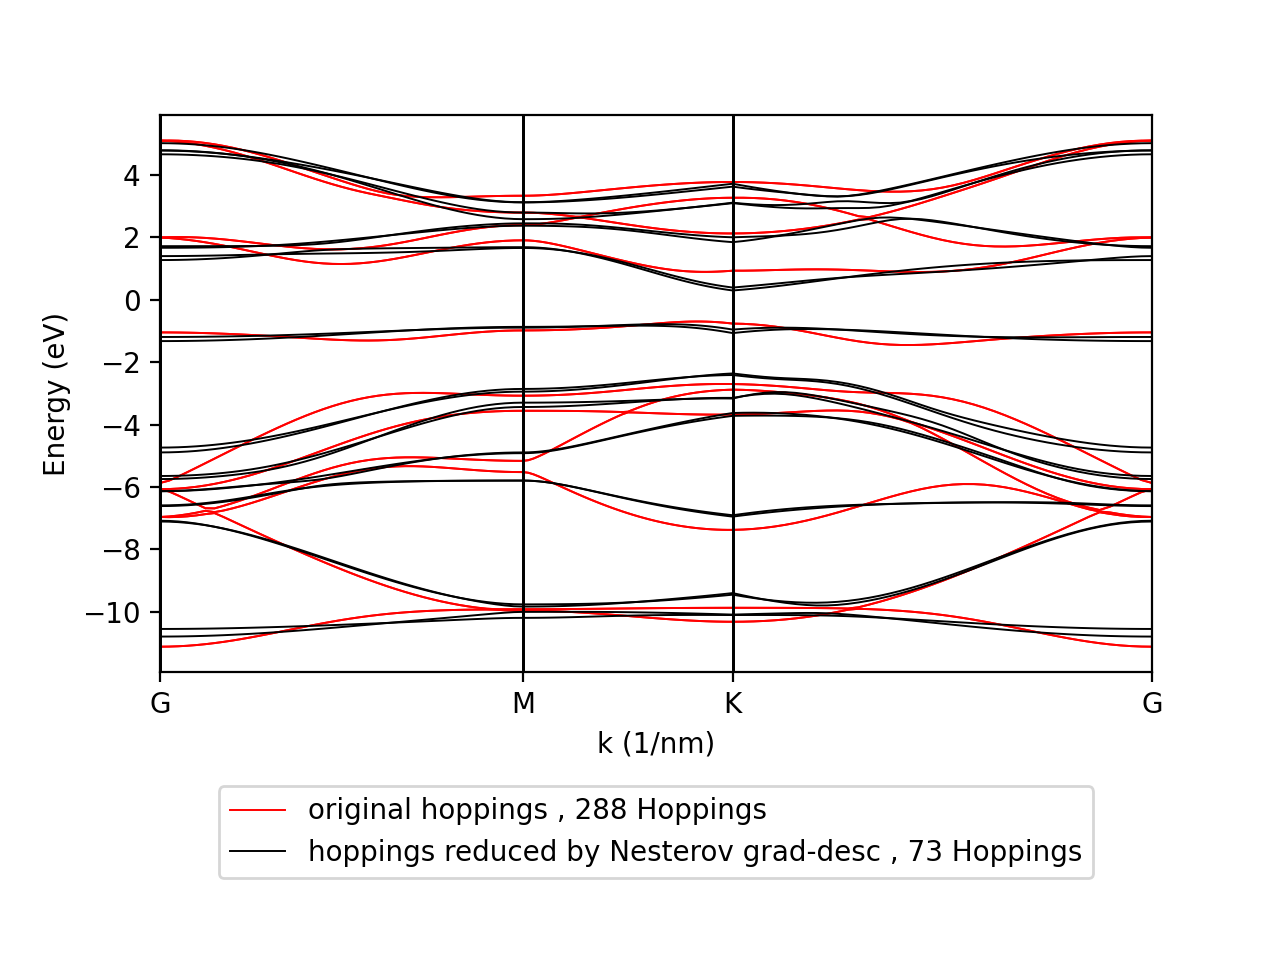 4
2
0
−2
−4
−6
−8
−10
Energy (eV)
G M K G
k (1/nm)
original hoppings , 288 Hoppings
hoppings reduced by Nesterov grad-desc , 73 Hoppings